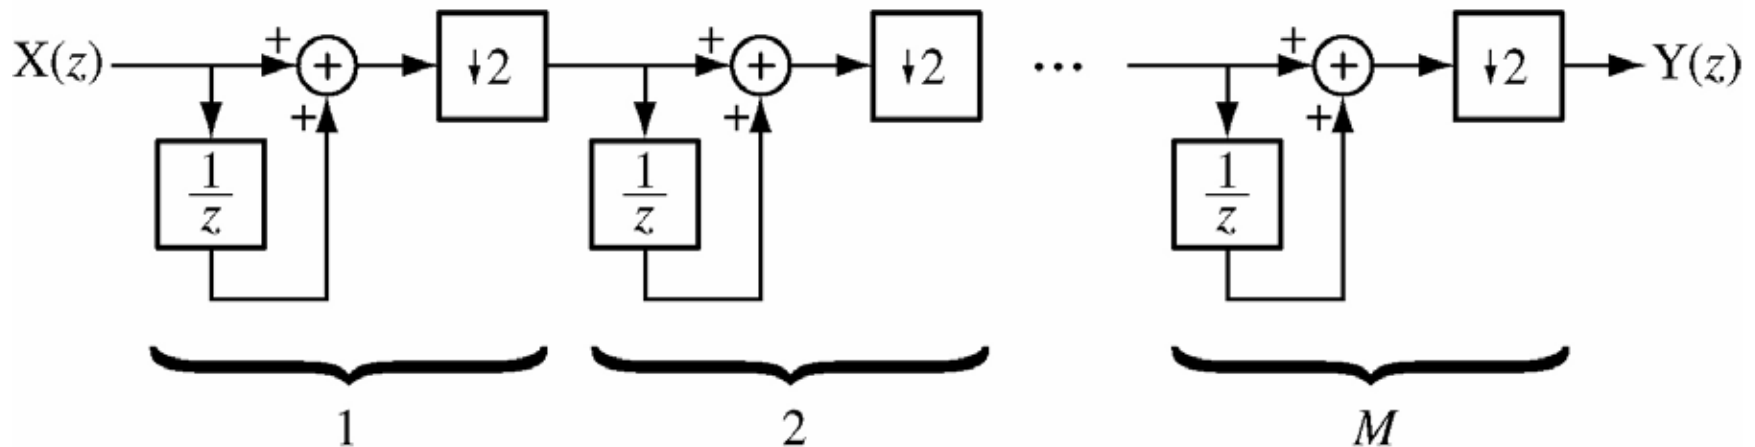 X(z) + + ↓2 + + ↓2 ... + + ↓2 Y(z)
+ + +
1/z 1/z 1/z
1 2 M